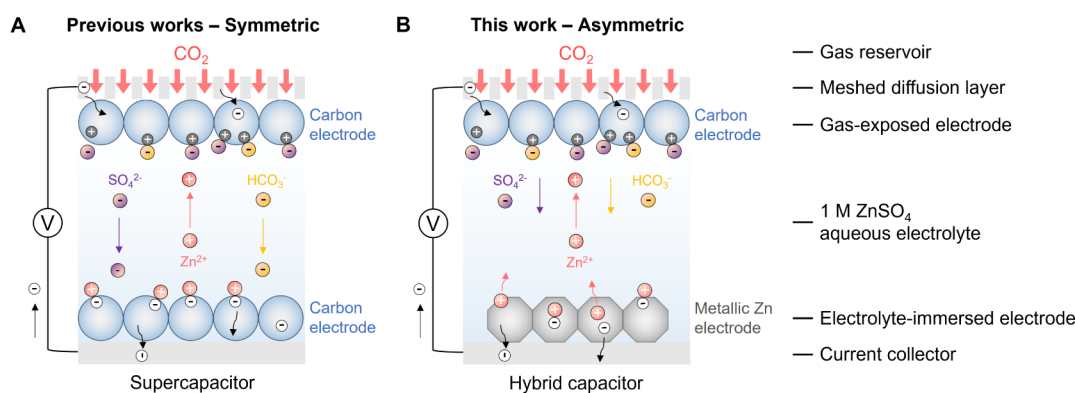 A
Previous works – Symmetric
CO₂
Carbon
electrode
SO₄²⁻
HCO₃⁻
Zn²⁺
V
Carbon
electrode
Supercapacitor
B
This work – Asymmetric
CO₂
Carbon
electrode
SO₄²⁻
HCO₃⁻
Zn²⁺
V
Metallic Zn
electrode
Hybrid capacitor
Gas reservoir
Meshed diffusion layer
Gas-exposed electrode
1 M ZnSO₄
aqueous electrolyte
Electrolyte-immersed electrode
Current collector